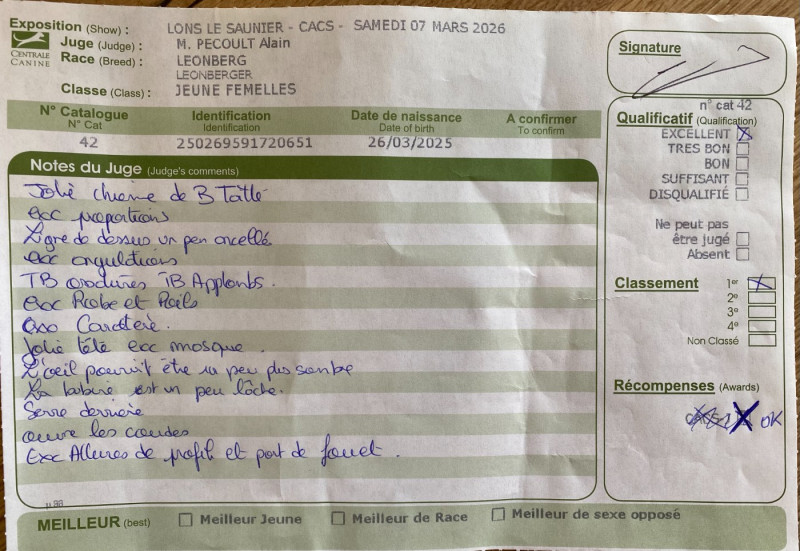 Exposition (Show) : LONS LE SAUNIER - CACS - SAMEDI 07 MARS 2026
CENTRALE CANINE
Juge (Judge) : M. PECOULT Alain
Race (Breed) : LEONBERG
LEONBERGER
Classe (Class) : JEUNE FEMELLES
N° Catalogue Identification Date de naissance A confirmer
N° Cat Identification Date of birth To confirm
42 250269591720651 26/03/2025
Notes du Juge (Judge's comments)
Jolie chienne de B Taille
exc proportions
Ligne de dessus un peu ancellé
exc angulations
TB ossatures TB Applombs.
exc Robe et Poils
exc Caractère.
Jolie tête exc masque.
L'oeil pourrait être un peu plus sombre
La babine est un peu lâche.
Serre derrière
ouvre les coudes
Exc Allures de profil et port de fouet.
MEILLEUR (best) Meilleur Jeune Meilleur de Race Meilleur de sexe opposé
Signature
n° cat 42
Qualificatif (Qualification)
EXCELLENT X
TRES BON
BON
SUFFISANT
DISQUALIFIÉ
Ne peut pas
être jugé
Absent
Classement 1er X
2e
3e
4e
Non Classé
Récompenses (Awards)
X OK